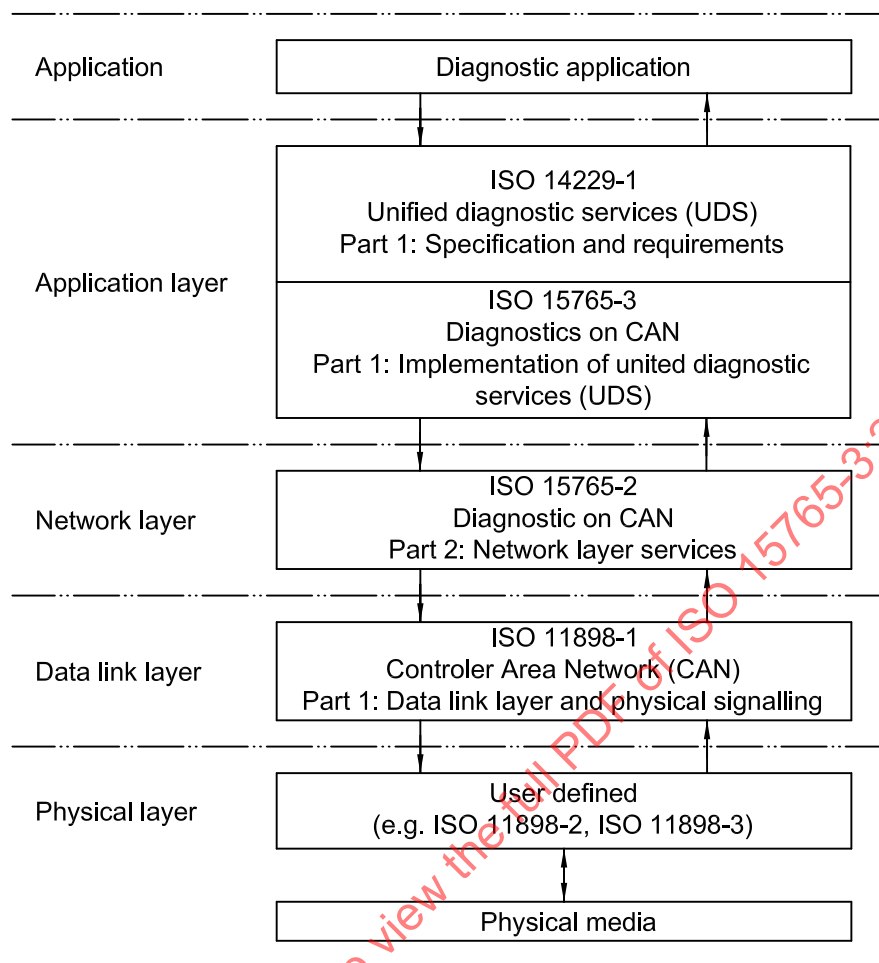 Application
Diagnostic application
Application layer
ISO 14229-1
Unified diagnostic services (UDS)
Part 1: Specification and requirements
ISO 15765-3
Diagnostics on CAN
Part 1: Implementation of united diagnostic
services (UDS)
Network layer
ISO 15765-2
Diagnostic on CAN
Part 2: Network layer services
Data link layer
ISO 11898-1
Controler Area Network (CAN)
Part 1: Data link layer and physical signalling
Physical layer
User defined
(e.g. ISO 11898-2, ISO 11898-3)
Physical media
view the full PDF of ISO 15765-3: